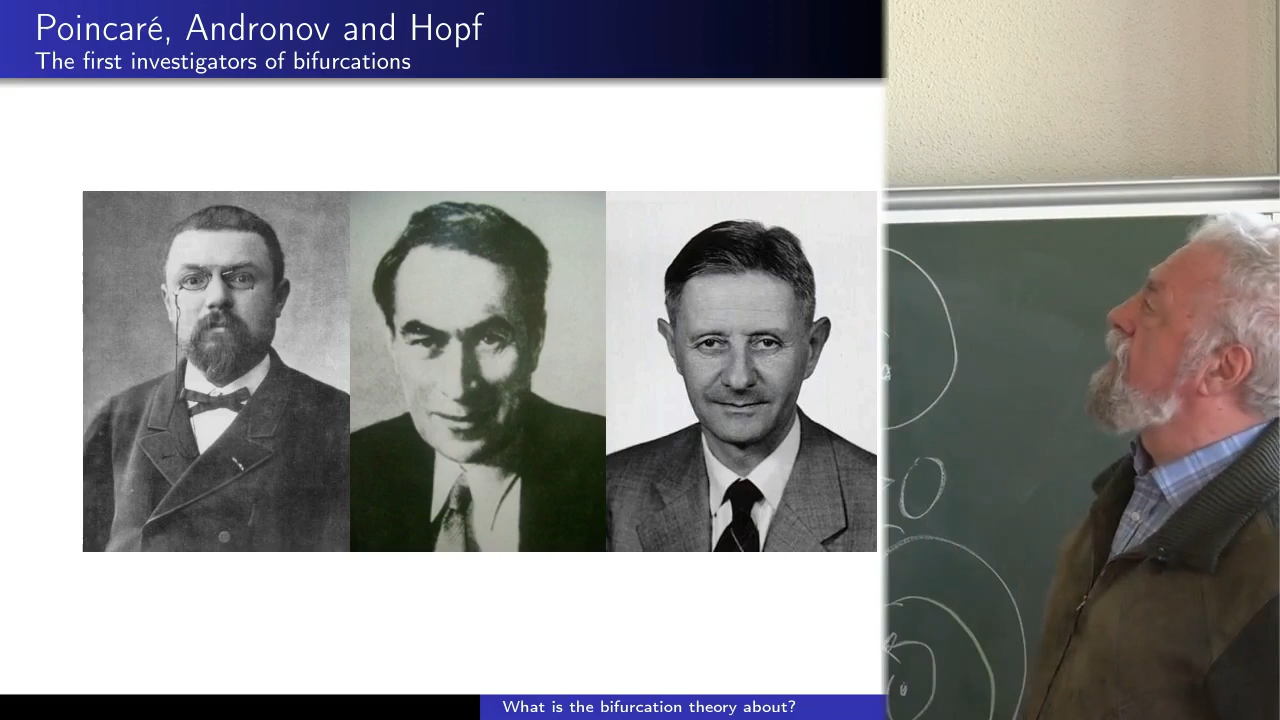 Poincaré, Andronov and Hopf
The first investigators of bifurcations
What is the bifurcation theory about?